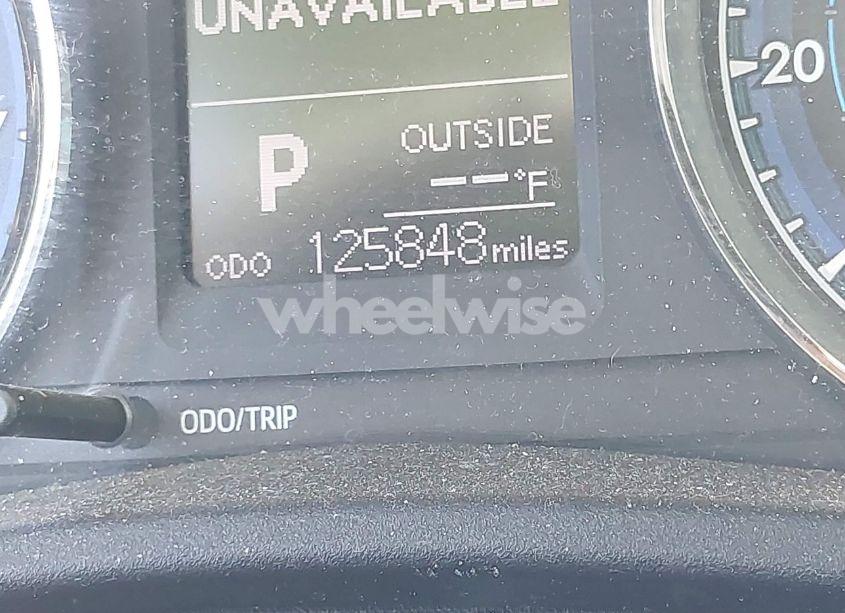 UNAVAILABLE
P
OUTSIDE
-- °F
ODO 125848 miles
20
wheelwise
ODO/TRIP